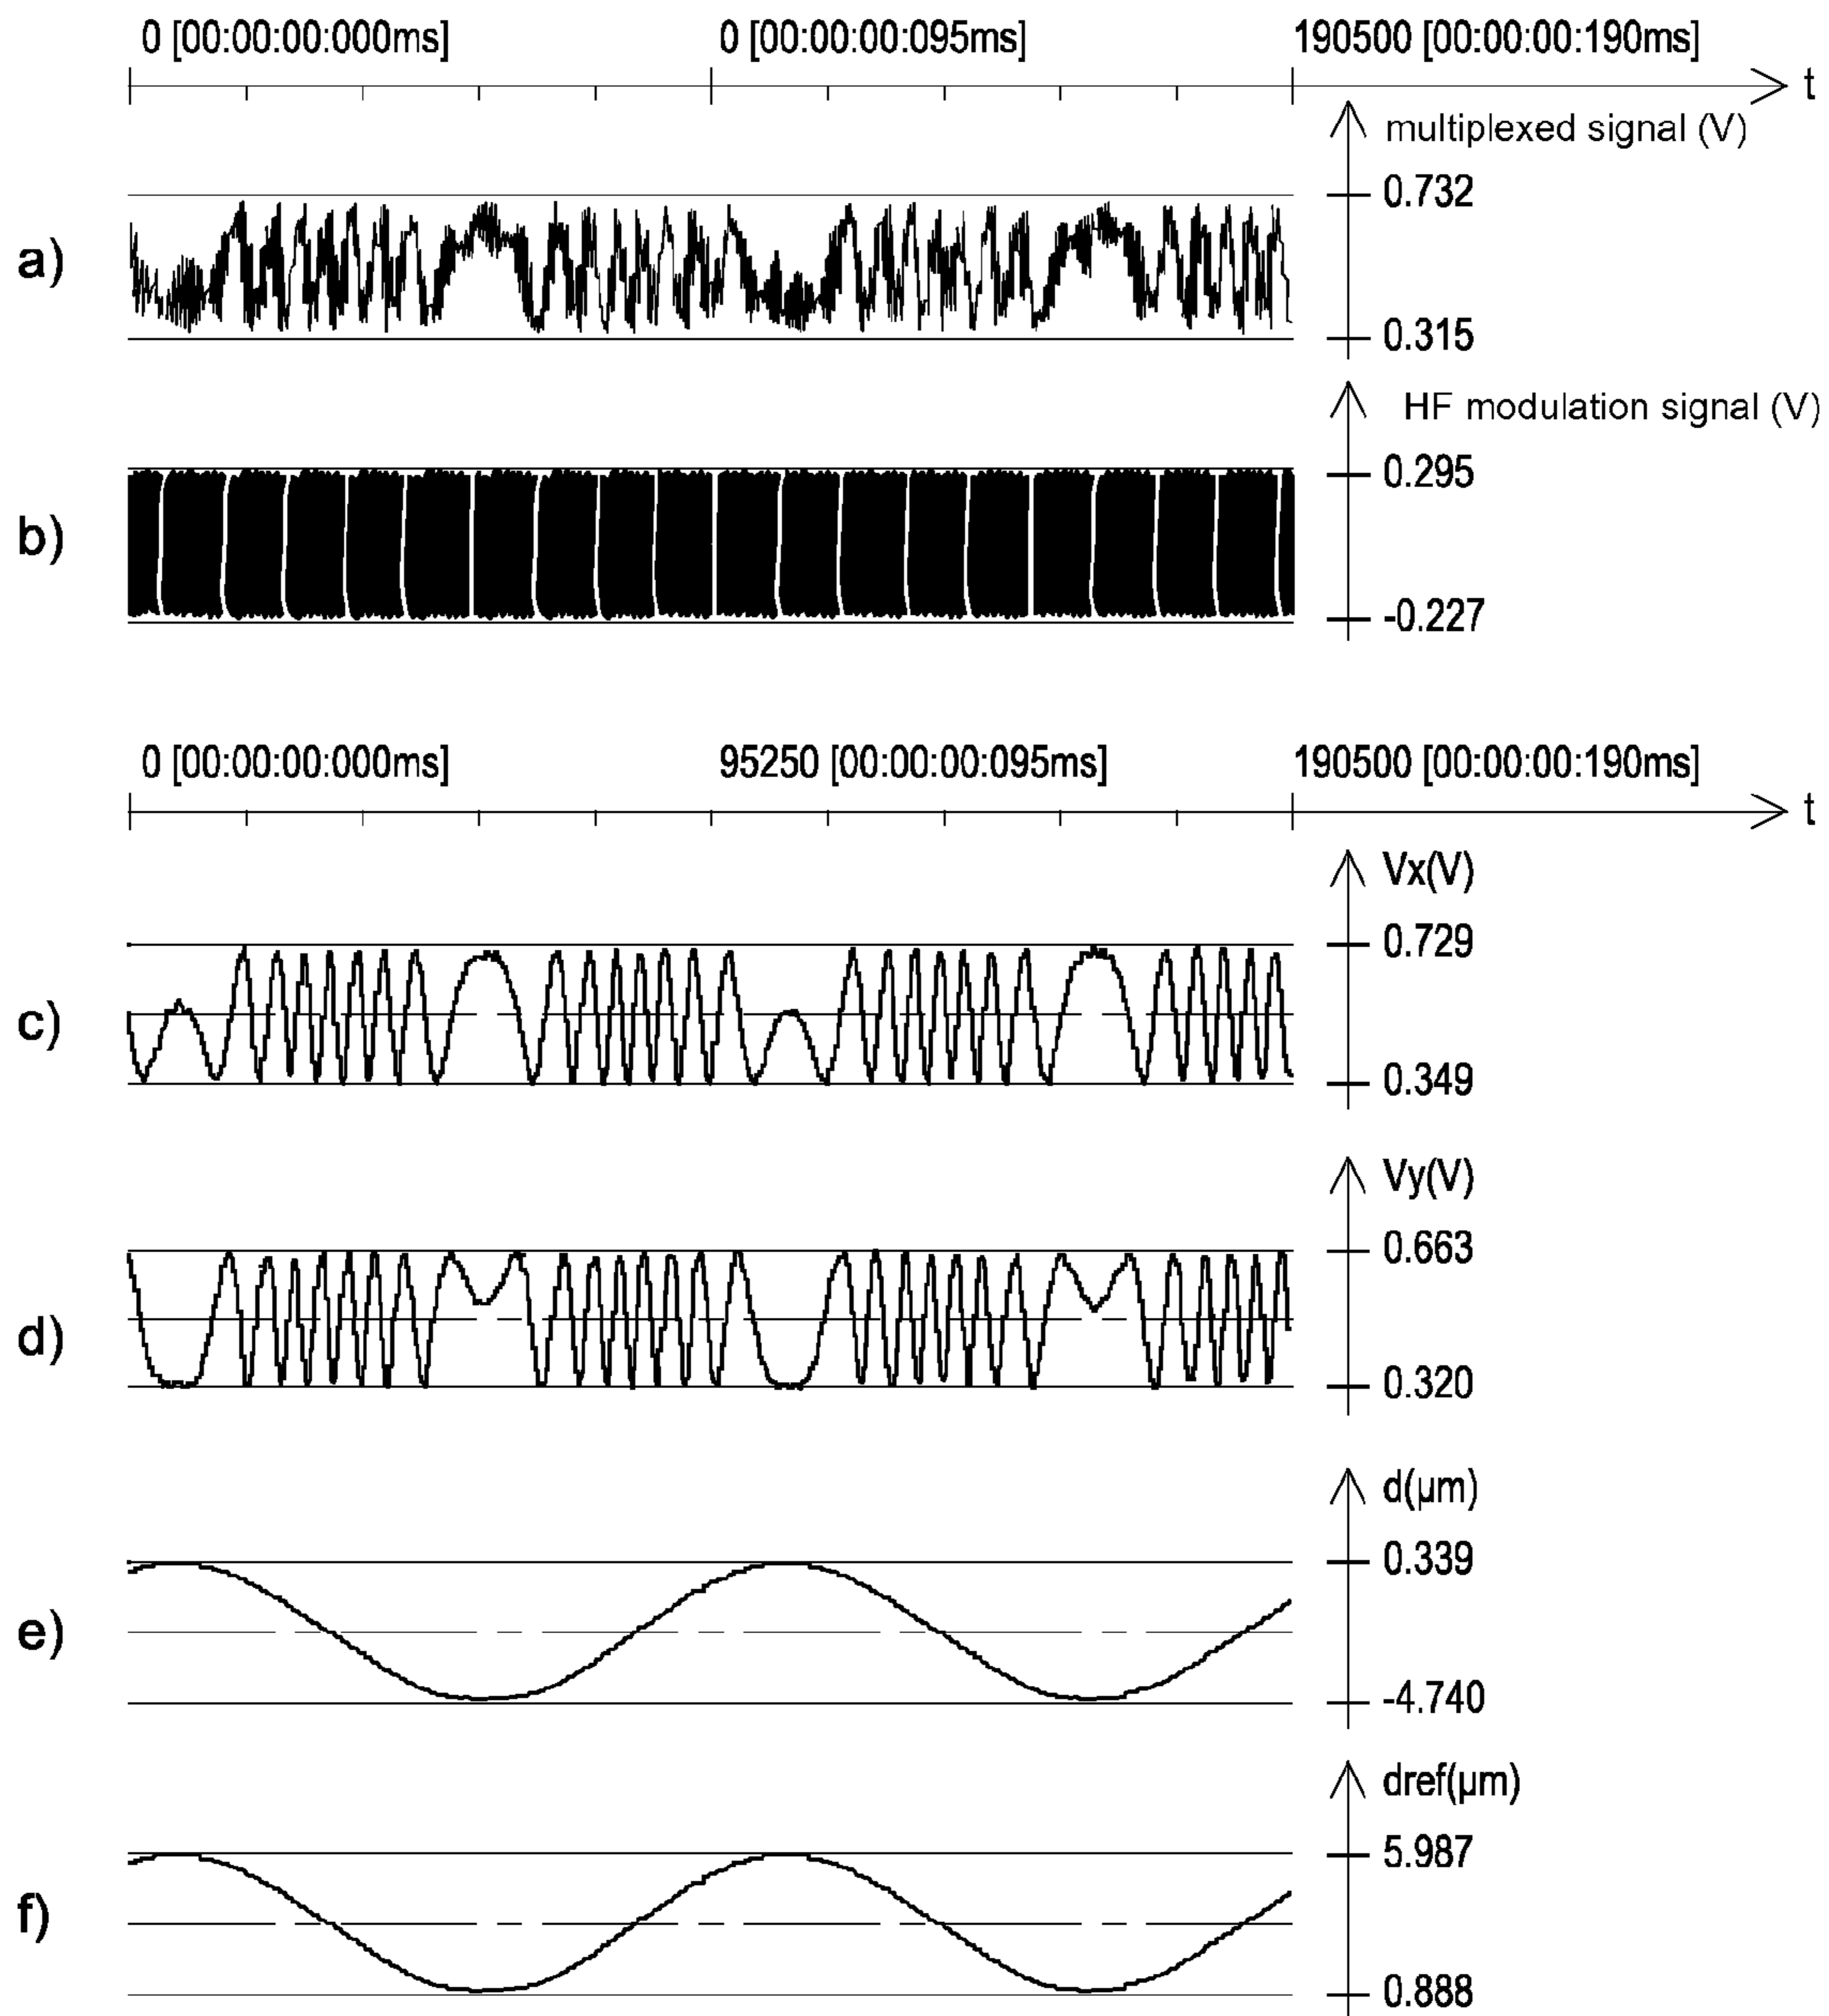 0 [00:00:00:000ms] 0 [00:00:00:095ms] 190500 [00:00:00:190ms]
t
multiplexed signal (V)
0.732
a)
0.315
HF modulation signal (V)
0.295
b)
-0.227
0 [00:00:00:000ms] 95250 [00:00:00:095ms] 190500 [00:00:00:190ms]
t
Vx(V)
0.729
c)
0.349
Vy(V)
0.663
d)
0.320
d(µm)
0.339
e)
-4.740
dref(µm)
5.987
f)
0.888